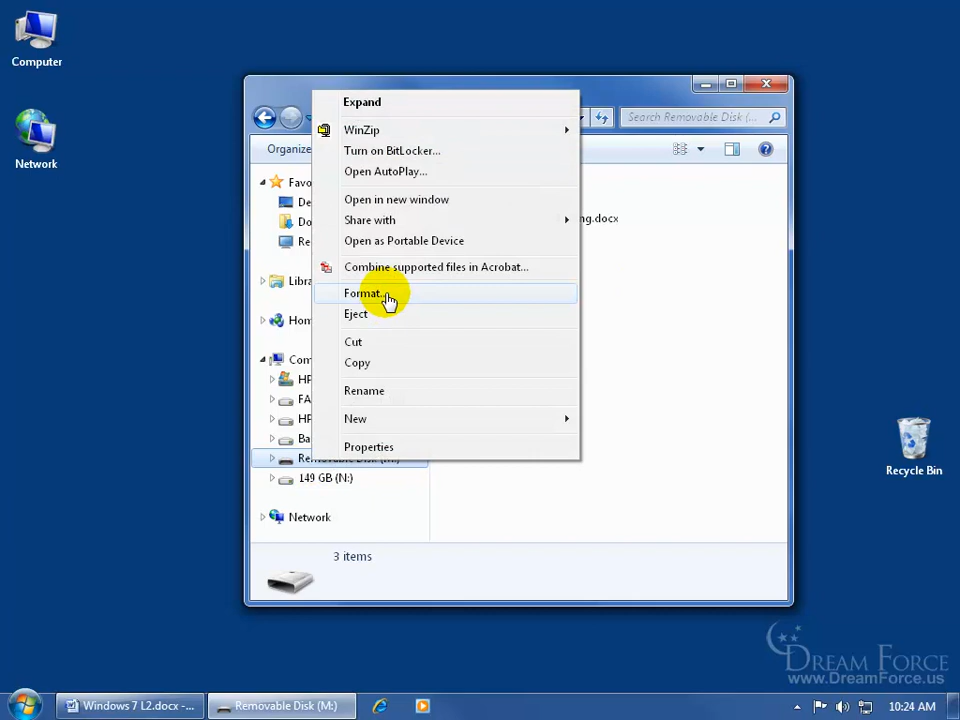 Computer
Network
Expand
WinZip
Turn on BitLocker...
Open AutoPlay...
Open in new window
Share with
Open as Portable Device
Combine supported files in Acrobat...
Format...
Eject
Cut
Copy
Rename
New
Properties
Search Removable Disk (
Organize
Favo
De
Do
Re
ng.docx
Libra
Home
Com
HP
FA
HP
Ba
149 GB (N:)
Network
3 items
Recycle Bin
DREAM FORCE
www.DreamForce.us
Windows 7 L2.docx -...
Removable Disk (M:)
10:24 AM